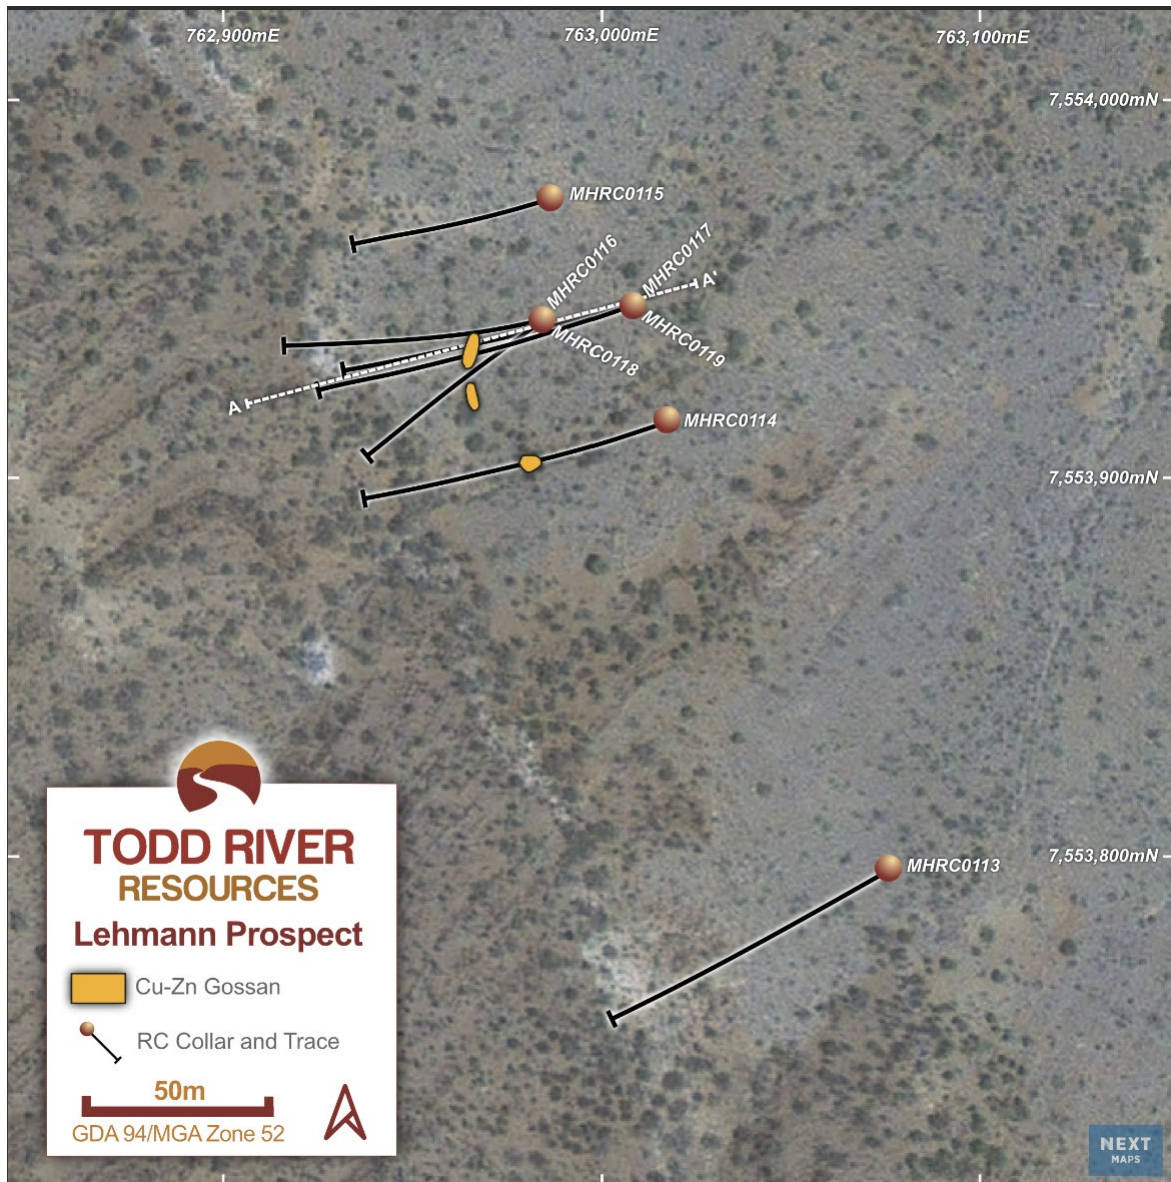 762,900mE
763,000mE
763,100mE
7,554,000mN
MHRC0115
MHRC0116
MHRC0117
A'
MHRC0118
MHRC0119
A
MHRC0114
7,553,900mN
7,553,800mN
MHRC0113
TODD RIVER
RESOURCES
Lehmann Prospect
Cu-Zn Gossan
RC Collar and Trace
50m
GDA 94/MGA Zone 52
NEXT
MAPS